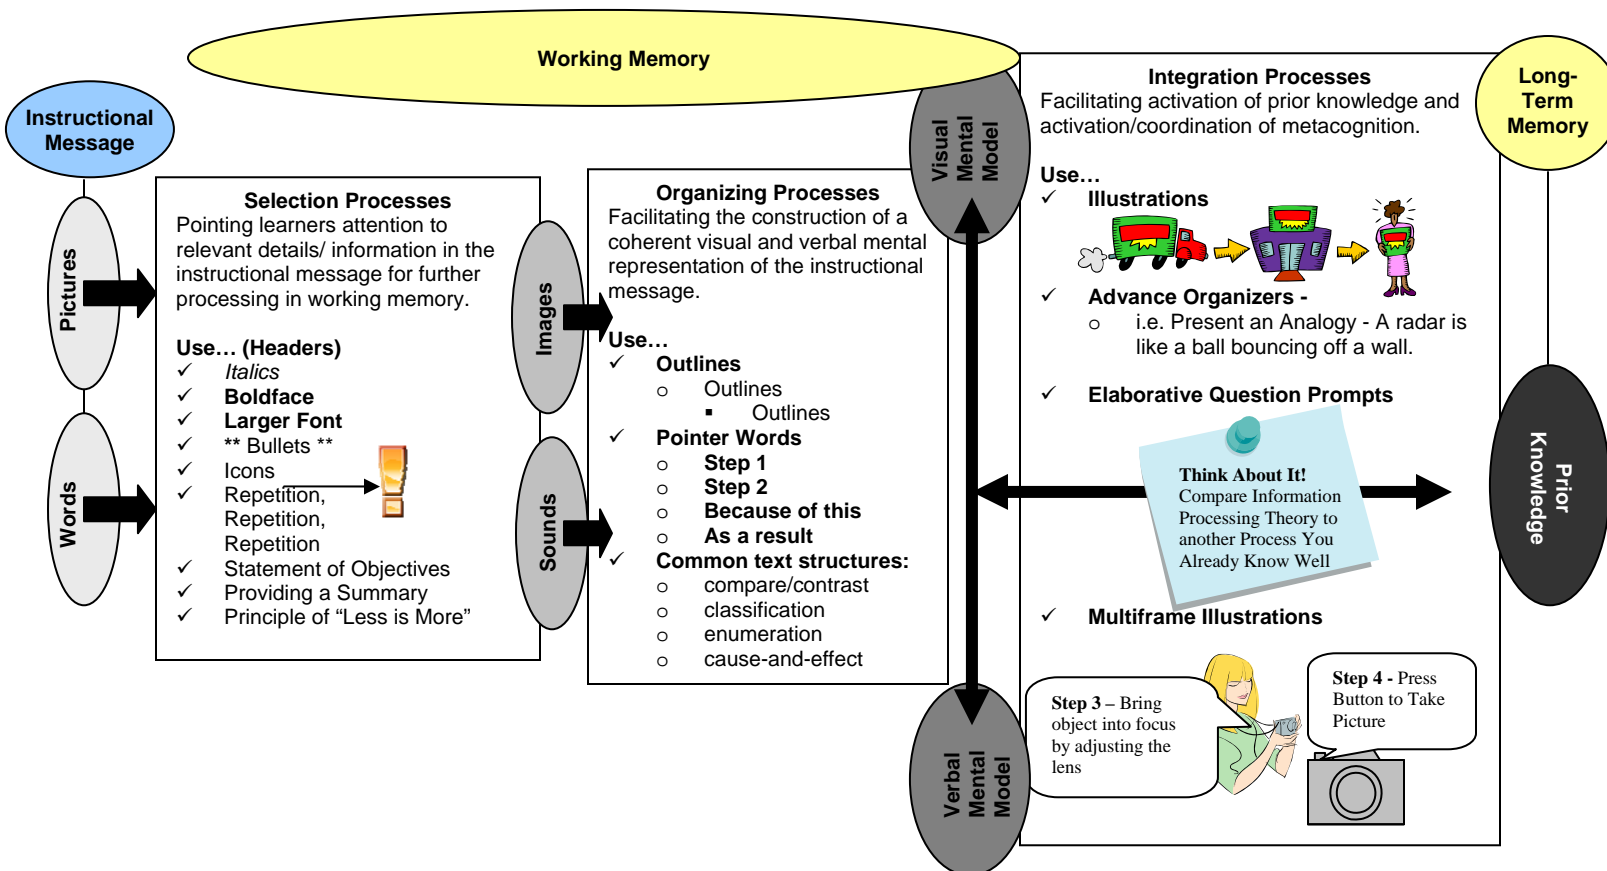 Working Memory
Instructional
Message
Pictures
Words
Selection Processes
Pointing learners attention to
relevant details/ information in the
instructional message for further
processing in working memory.
Use… (Headers)
✓ Italics
✓ Boldface
✓ Larger Font
✓ ** Bullets **
✓ Icons
✓ Repetition,
Repetition,
Repetition
✓ Statement of Objectives
✓ Providing a Summary
✓ Principle of “Less is More”
Images
Sounds
Organizing Processes
Facilitating the construction of a
coherent visual and verbal mental
representation of the instructional
message.
Use…
✓ Outlines
o Outlines
▪ Outlines
✓ Pointer Words
o Step 1
o Step 2
o Because of this
o As a result
✓ Common text structures:
o compare/contrast
o classification
o enumeration
o cause-and-effect
Visual
Mental
Model
Verbal
Mental
Model
Integration Processes
Facilitating activation of prior knowledge and
activation/coordination of metacognition.
Use…
✓ Illustrations
✓ Advance Organizers -
o i.e. Present an Analogy - A radar is
like a ball bouncing off a wall.
✓ Elaborative Question Prompts
Think About It!
Compare Information
Processing Theory to
another Process You
Already Know Well
✓ Multiframe Illustrations
Step 3 – Bring
object into focus
by adjusting the
lens
Step 4 - Press
Button to Take
Picture
Long-
Term
Memory
Prior
Knowledge